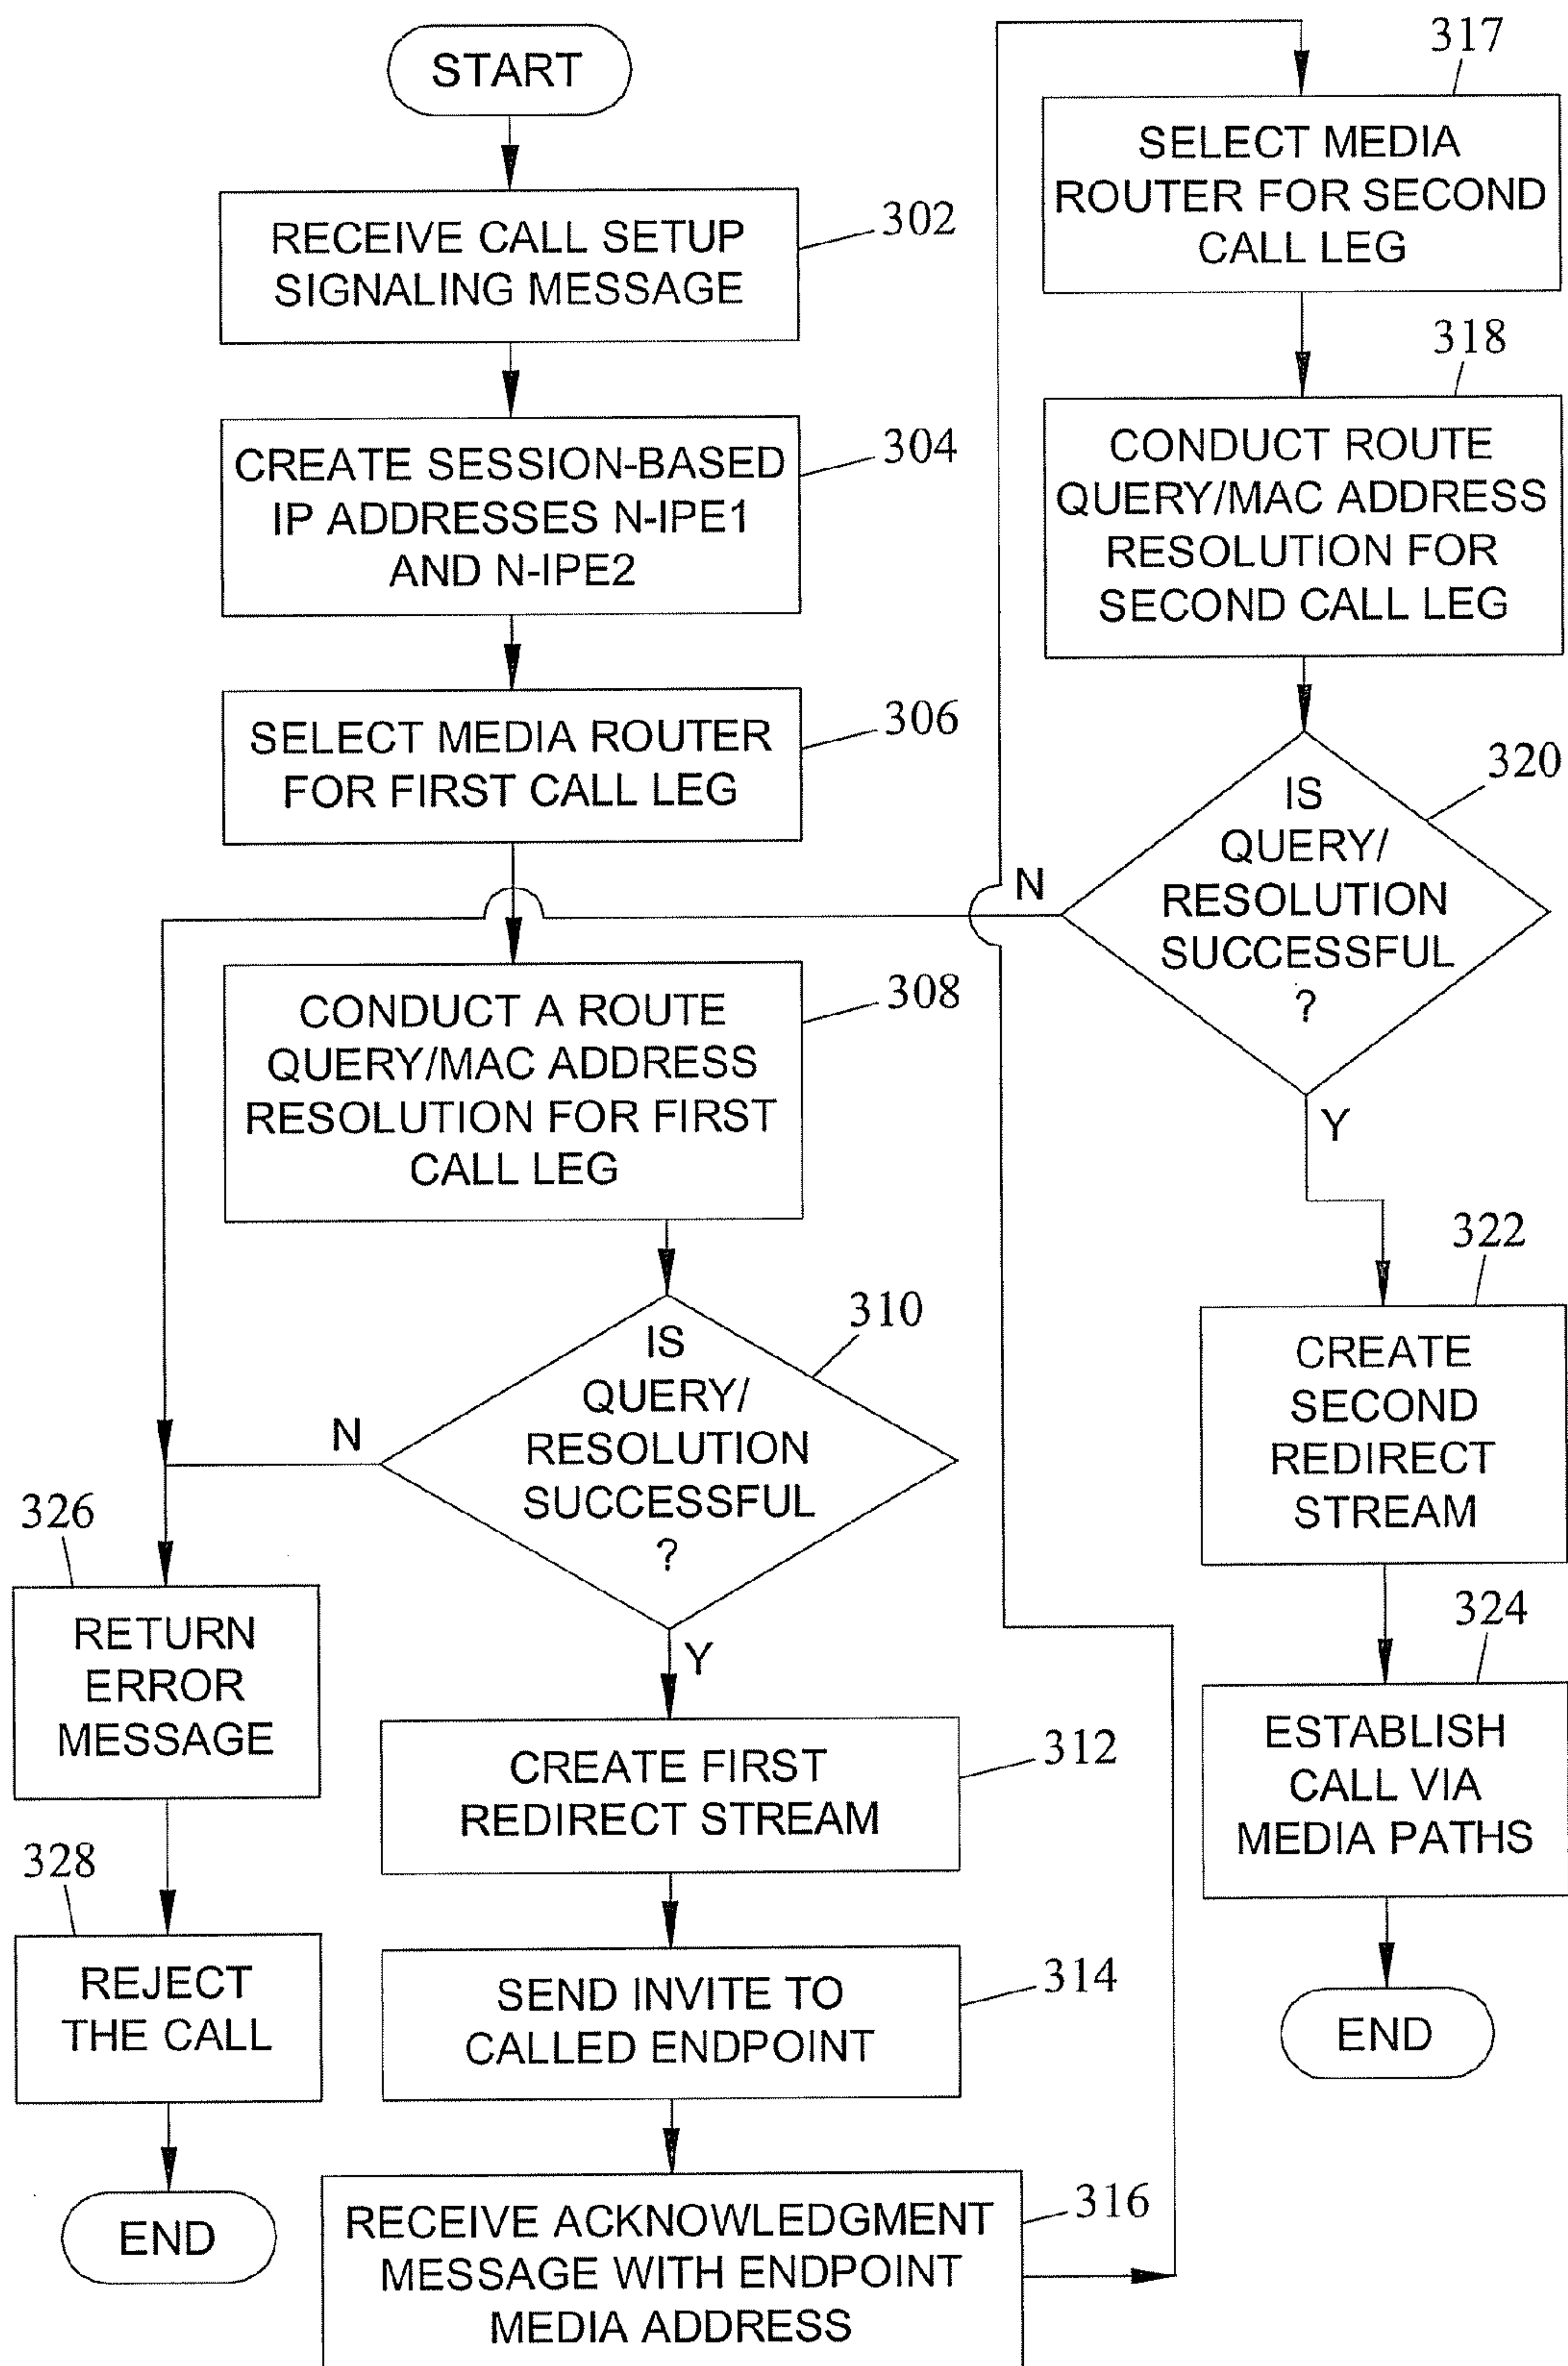 START
RECEIVE CALL SETUP
SIGNALING MESSAGE
302
CREATE SESSION-BASED
IP ADDRESSES N-IPE1
AND N-IPE2
304
SELECT MEDIA ROUTER
FOR FIRST CALL LEG
306
CONDUCT A ROUTE
QUERY/MAC ADDRESS
RESOLUTION FOR FIRST
CALL LEG
308
IS
QUERY/
RESOLUTION
SUCCESSFUL
?
310
N
Y
326
RETURN
ERROR
MESSAGE
328
REJECT
THE CALL
END
CREATE FIRST
REDIRECT STREAM
312
SEND INVITE TO
CALLED ENDPOINT
314
RECEIVE ACKNOWLEDGMENT
MESSAGE WITH ENDPOINT
MEDIA ADDRESS
316
317
SELECT MEDIA
ROUTER FOR SECOND
CALL LEG
318
CONDUCT ROUTE
QUERY/MAC ADDRESS
RESOLUTION FOR
SECOND CALL LEG
320
IS
QUERY/
RESOLUTION
SUCCESSFUL
?
N
Y
322
CREATE
SECOND
REDIRECT
STREAM
324
ESTABLISH
CALL VIA
MEDIA PATHS
END